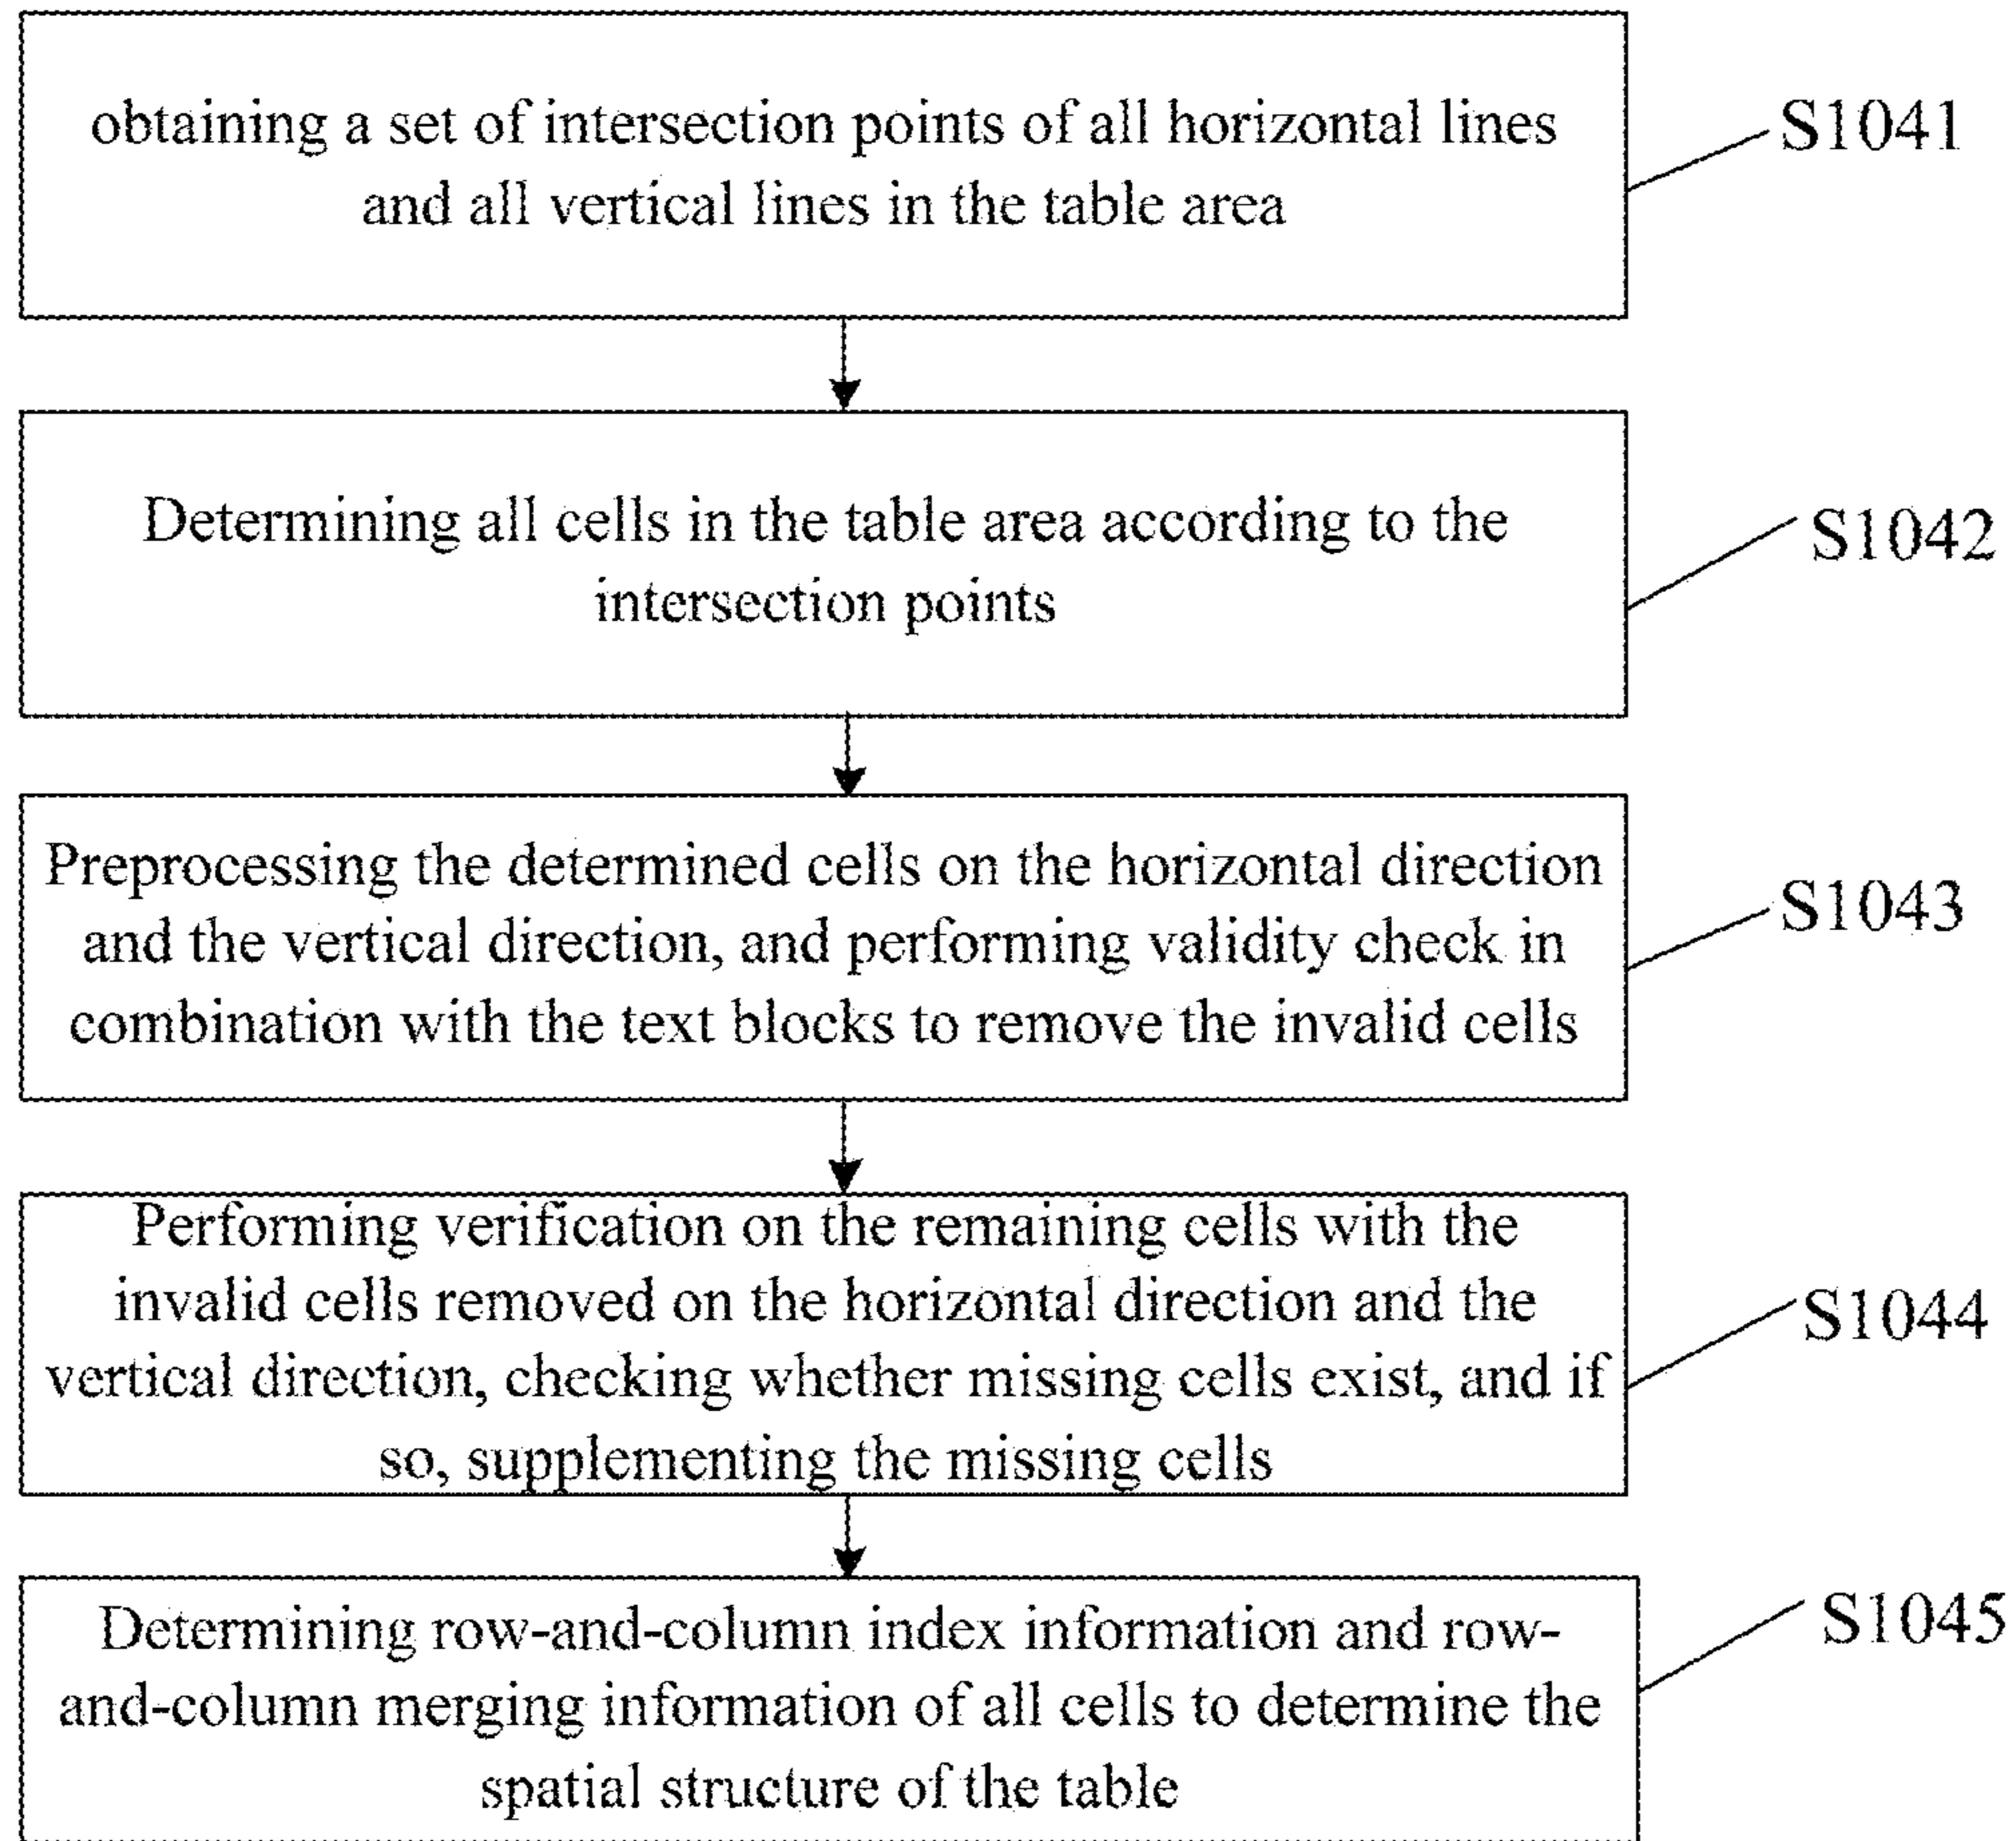 obtaining a set of intersection points of all horizontal lines
and all vertical lines in the table area
S1041
Determining all cells in the table area according to the
intersection points
S1042
Preprocessing the determined cells on the horizontal direction
and the vertical direction, and performing validity check in
combination with the text blocks to remove the invalid cells
S1043
Performing verification on the remaining cells with the
invalid cells removed on the horizontal direction and the
vertical direction, checking whether missing cells exist, and if
so, supplementing the missing cells
S1044
Determining row-and-column index information and row-
and-column merging information of all cells to determine the
spatial structure of the table
S1045